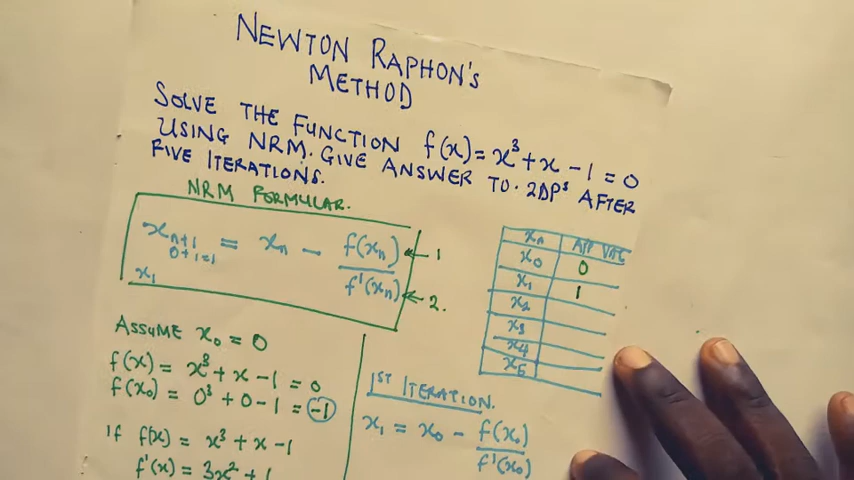 NEWTON RAPHON'S
METHOD
SOLVE THE FUNCTION f(x) = x³ + x - 1 = 0
USING NRM. GIVE ANSWER TO 2DPˢ AFTER
FIVE ITERATIONS.
NRM FORMULAR.
xₙ₊₁ = xₙ - f(xₙ) ← 1
0+1=1
f'(xₙ) ← 2.
x₁
xₙ APP VAL
x₀ 0
x₁ 1
x₂
x₃
x₄
x₅
ASSUME x₀ = 0
f(x) = x³ + x - 1 = 0
f(x₀) = 0³ + 0 - 1 = -1
If f(x) = x³ + x - 1
f'(x) = 3x² + 1
1ST ITERATION.
x₁ = x₀ - f(x₀)
f'(x₀)